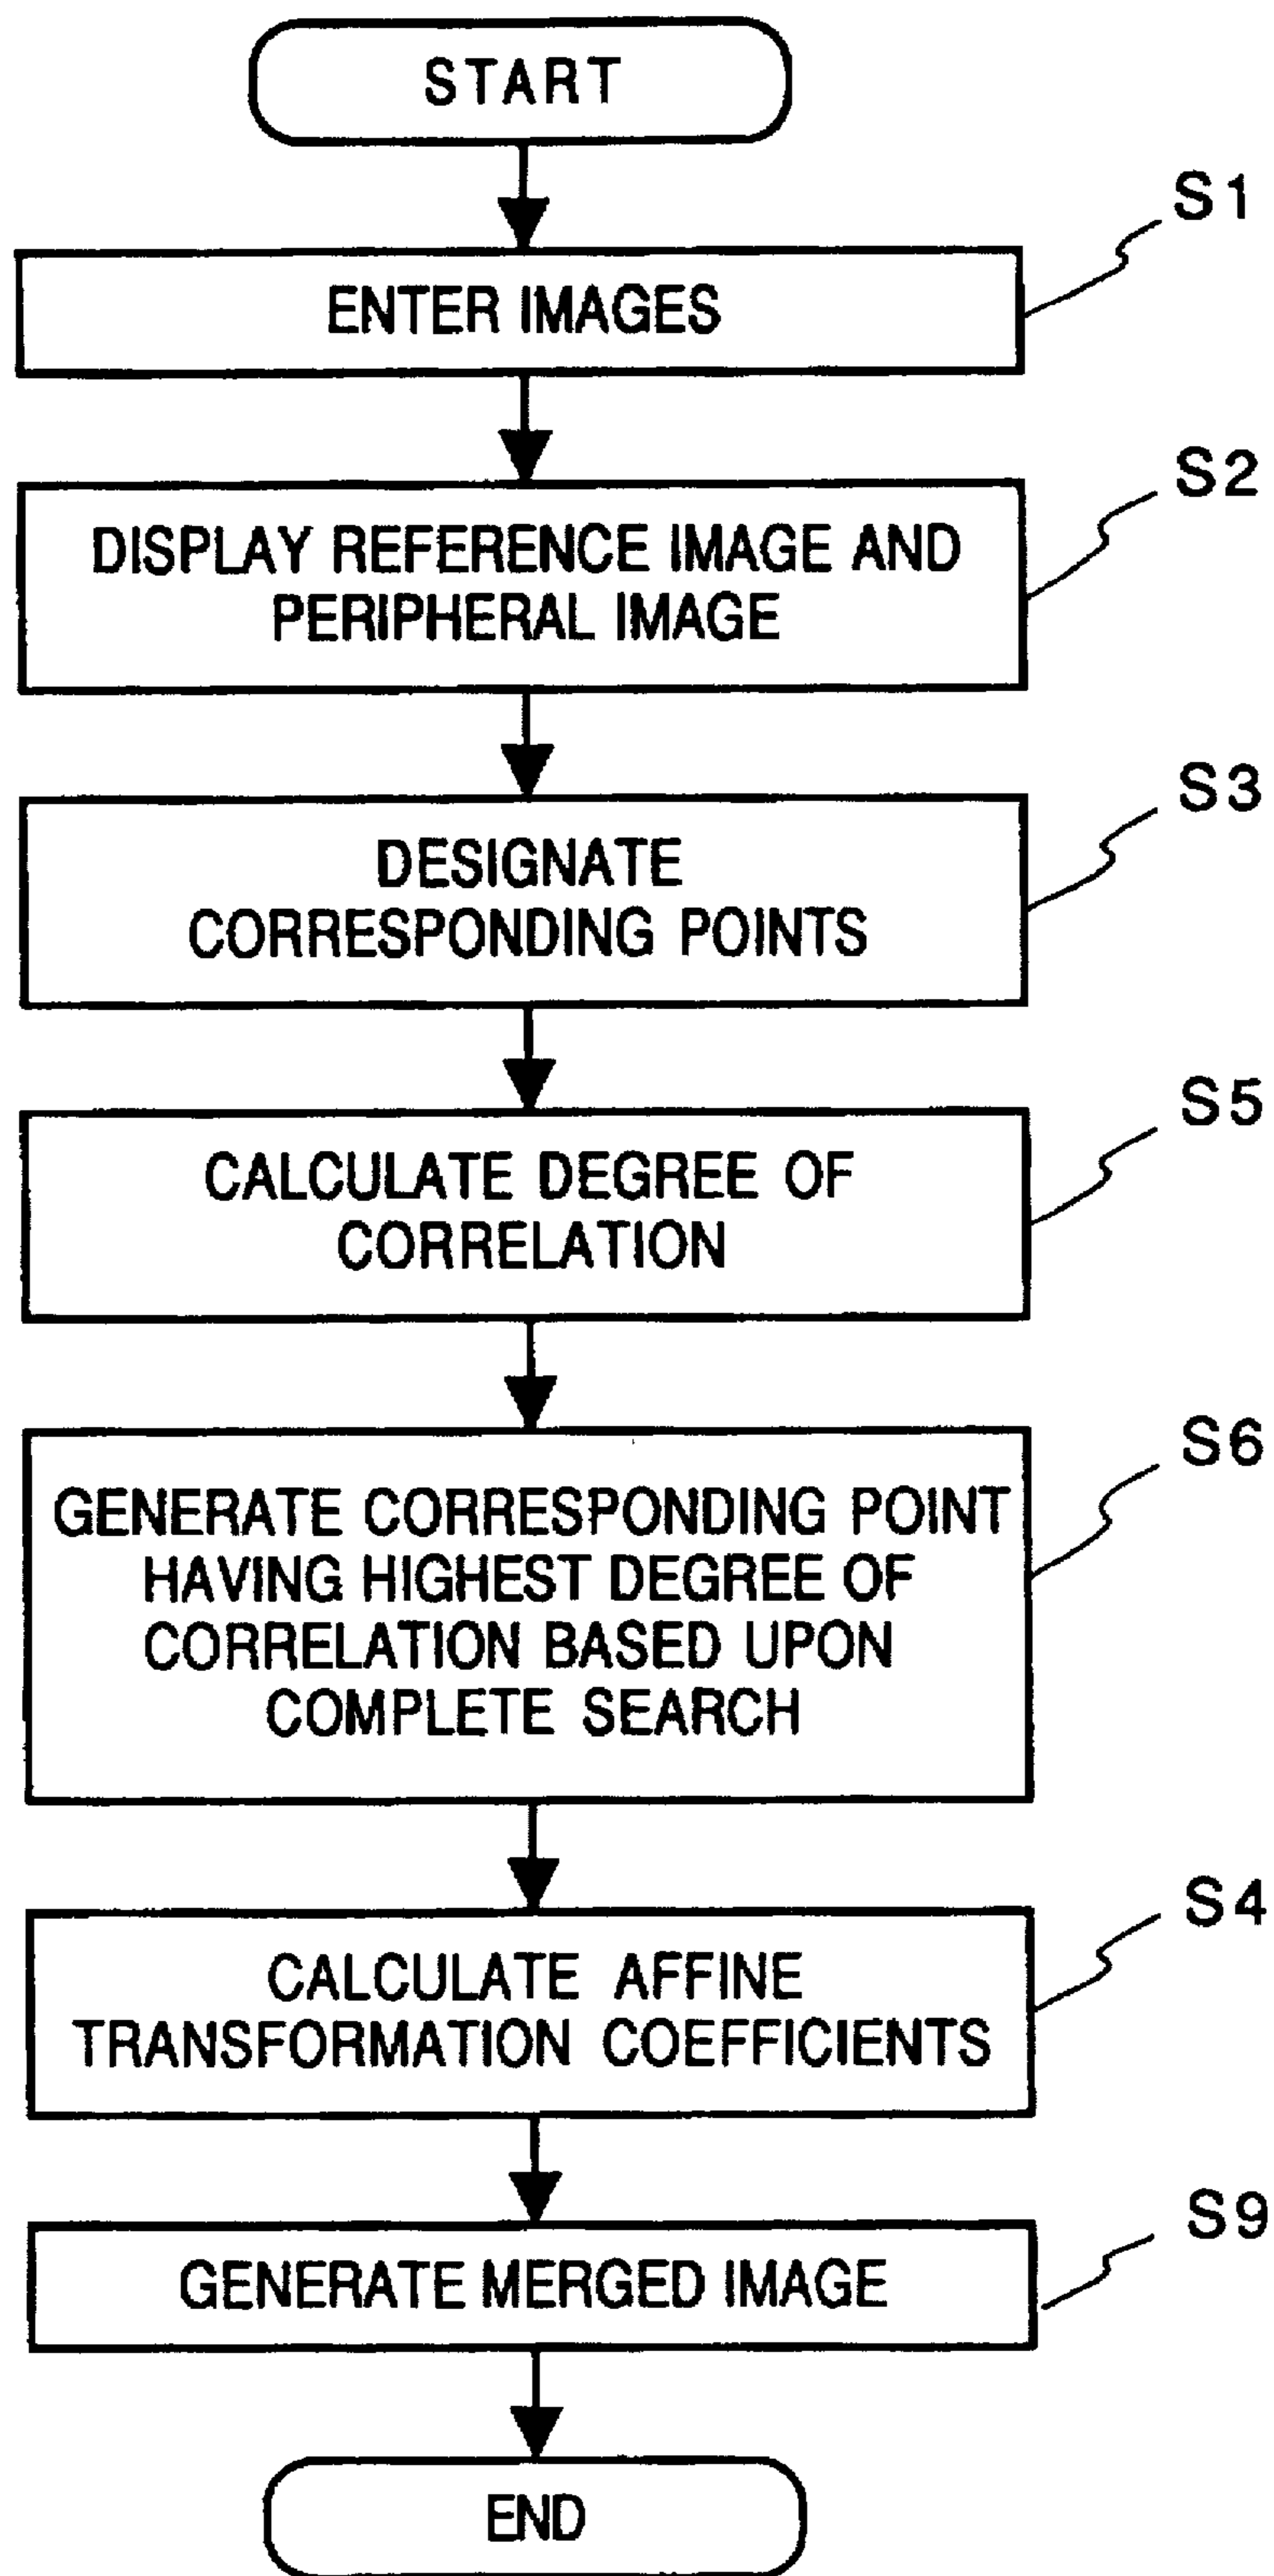 START
S1
ENTER IMAGES
S2
DISPLAY REFERENCE IMAGE AND
PERIPHERAL IMAGE
S3
DESIGNATE
CORRESPONDING POINTS
S5
CALCULATE DEGREE OF
CORRELATION
S6
GENERATE CORRESPONDING POINT
HAVING HIGHEST DEGREE OF
CORRELATION BASED UPON
COMPLETE SEARCH
S4
CALCULATE AFFINE
TRANSFORMATION COEFFICIENTS
S9
GENERATE MERGED IMAGE
END